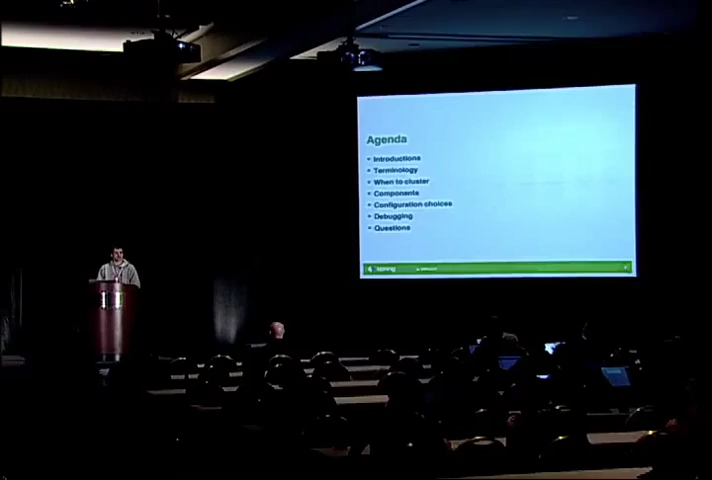 Agenda
Introductions
Terminology
When to cluster
Components
Configuration choices
Debugging
Questions
spring